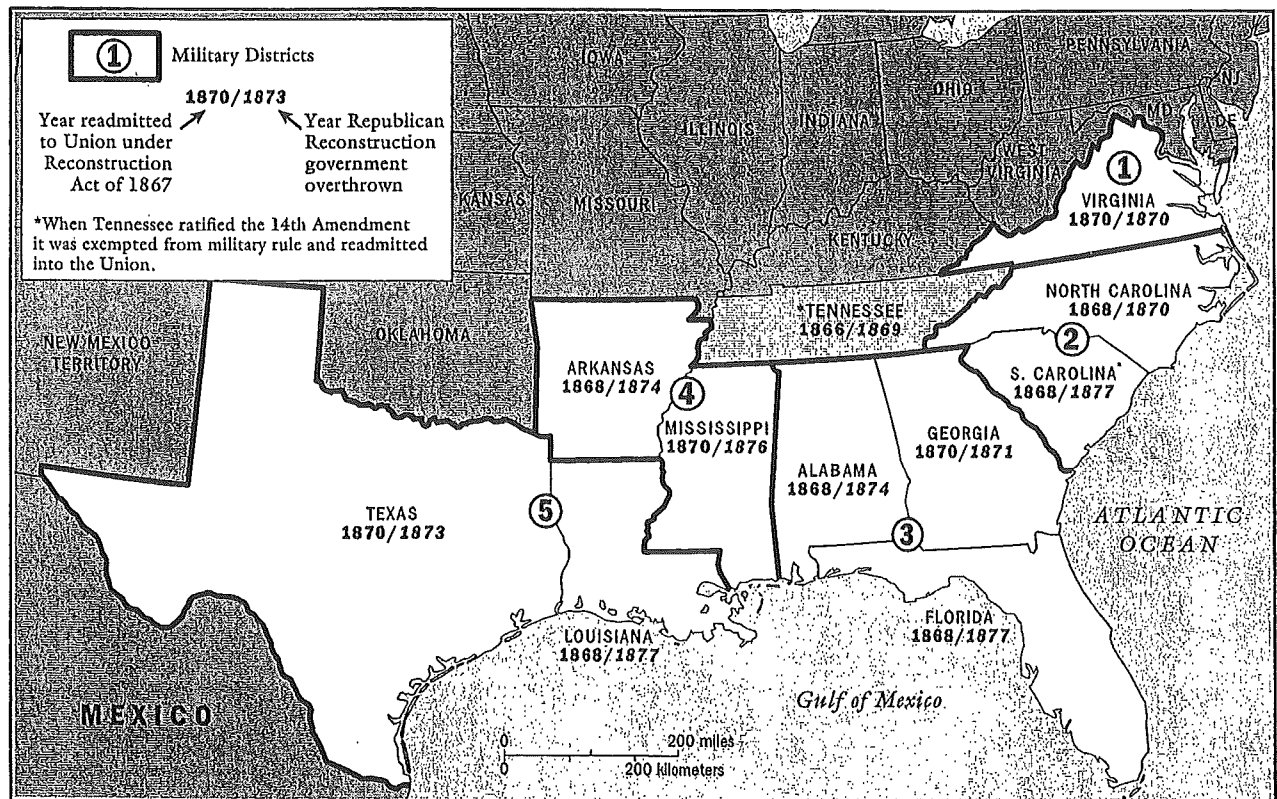 ① Military Districts
1870/1873
Year readmitted
to Union under
Reconstruction
Act of 1867
Year Republican
Reconstruction
government
overthrown
*When Tennessee ratified the 14th Amendment
it was exempted from military rule and readmitted
into the Union.
IOWA
ILLINOIS
INDIANA
OHIO
PENNSYLVANIA
NJ
MD
DE
WEST
VIRGINIA
KANSAS
MISSOURI
KENTUCKY
①
VIRGINIA
1870/1870
NORTH CAROLINA
1868/1870
②
S. CAROLINA
1868/1877
*TENNESSEE
1866/1869
NEW MEXICO
TERRITORY
OKLAHOMA
ARKANSAS
1868/1874
④
MISSISSIPPI
1870/1876
ALABAMA
1868/1874
GEORGIA
1870/1871
③
TEXAS
1870/1873
⑤
LOUISIANA
1868/1877
FLORIDA
1868/1877
ATLANTIC
OCEAN
Gulf of Mexico
MEXICO
0 200 miles
0 200 kilometers